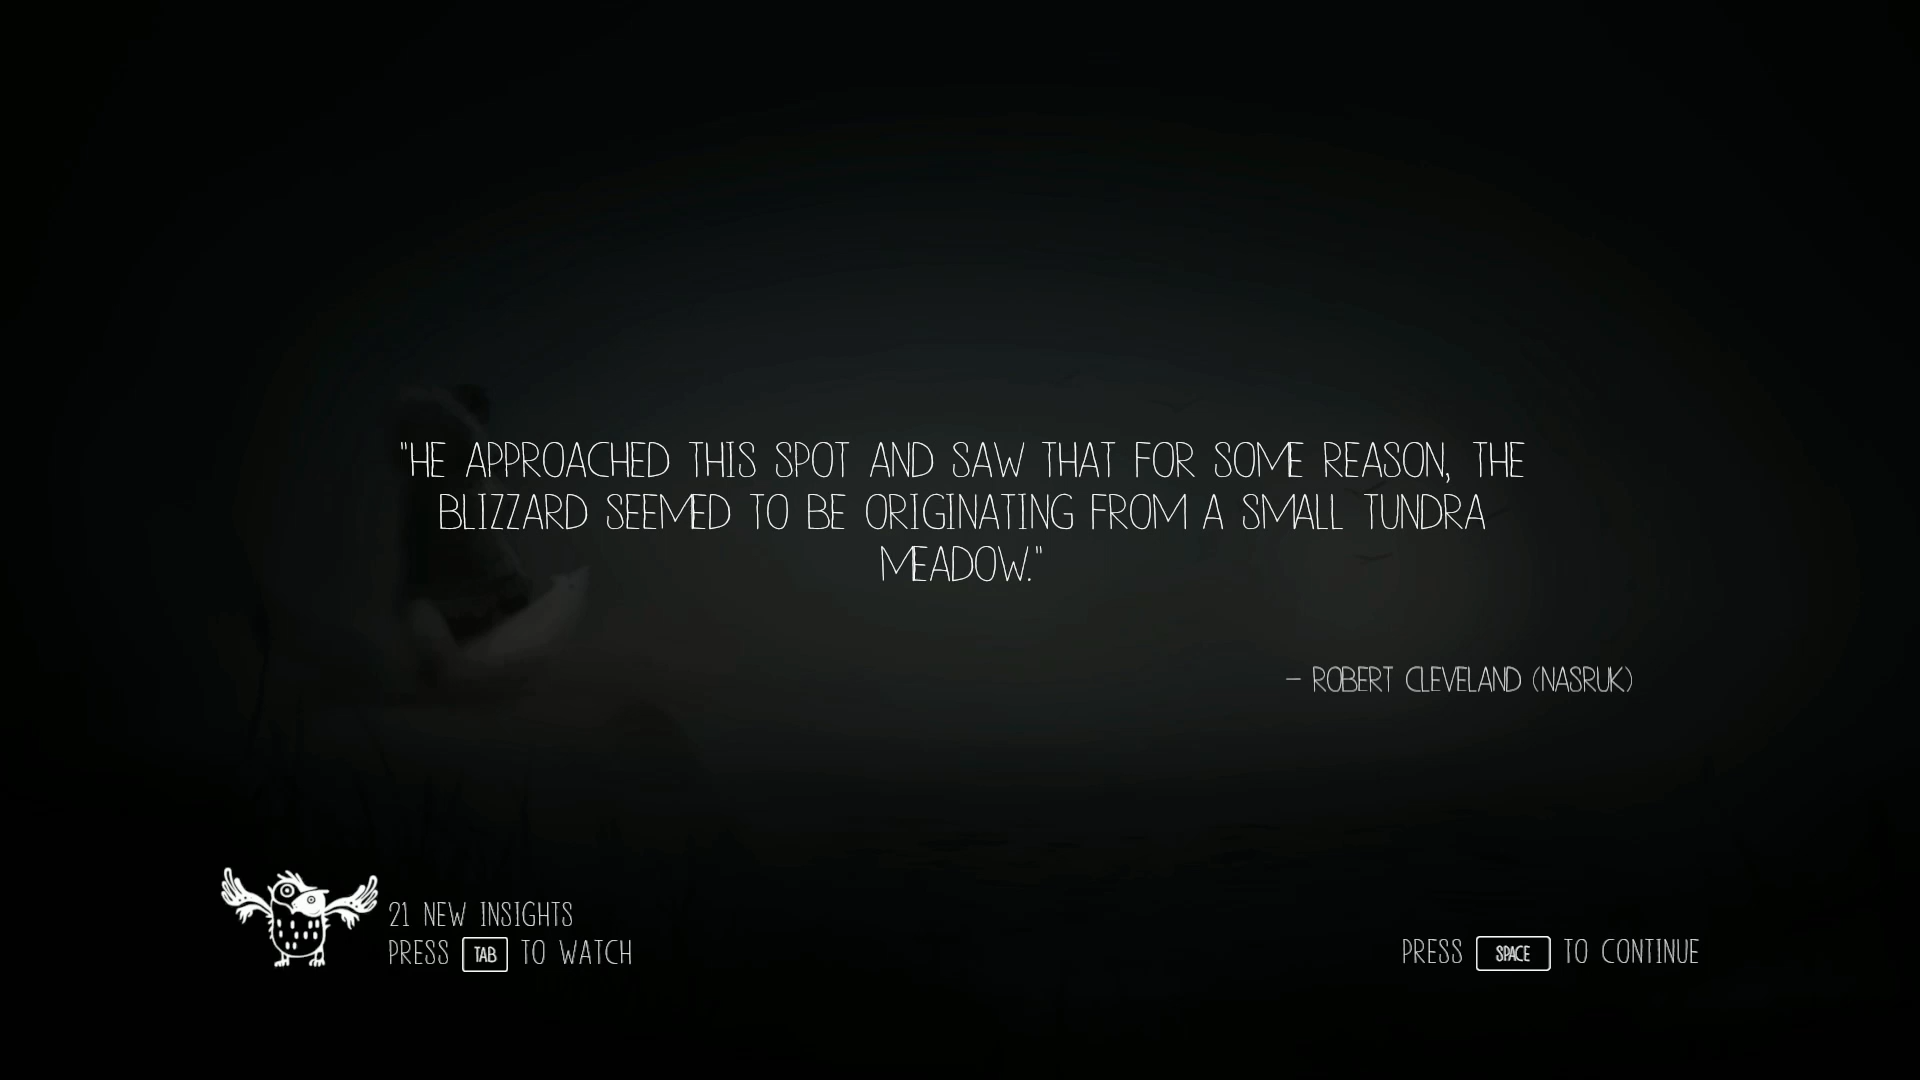 "HE APPROACHED THIS SPOT AND SAW THAT FOR SOME REASON, THE
BLIZZARD SEEMED TO BE ORIGINATING FROM A SMALL TUNDRA
MEADOW."
– ROBERT CLEVELAND (NASRUK)
21 NEW INSIGHTS
PRESS TAB TO WATCH
PRESS SPACE TO CONTINUE